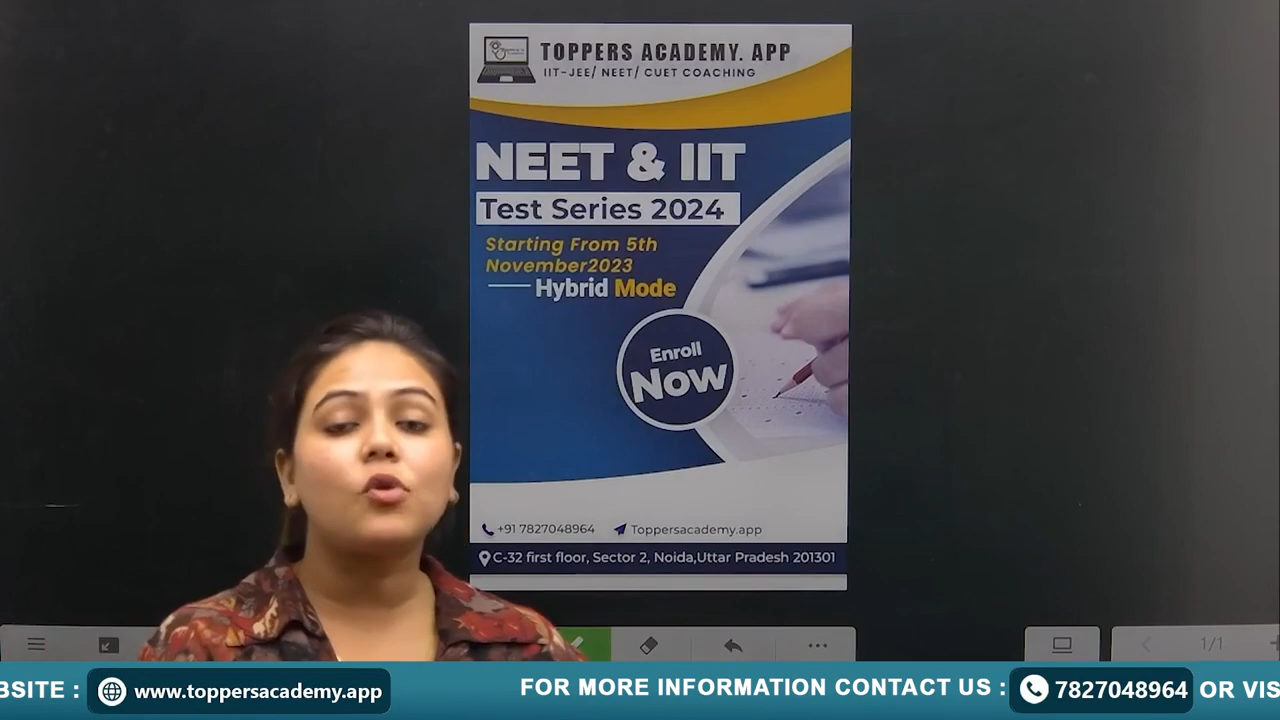 TOPPERS ACADEMY. APP
IIT-JEE/ NEET/ CUET COACHING
NEET & IIT
Test Series 2024
Starting From 5th
November2023
Hybrid Mode
Enroll
Now
+91 7827048964 Toppersacademy.app
C-32 first floor, Sector 2, Noida,Uttar Pradesh 201301
1/1
BSITE : www.toppersacademy.app FOR MORE INFORMATION CONTACT US : 7827048964 OR VIS